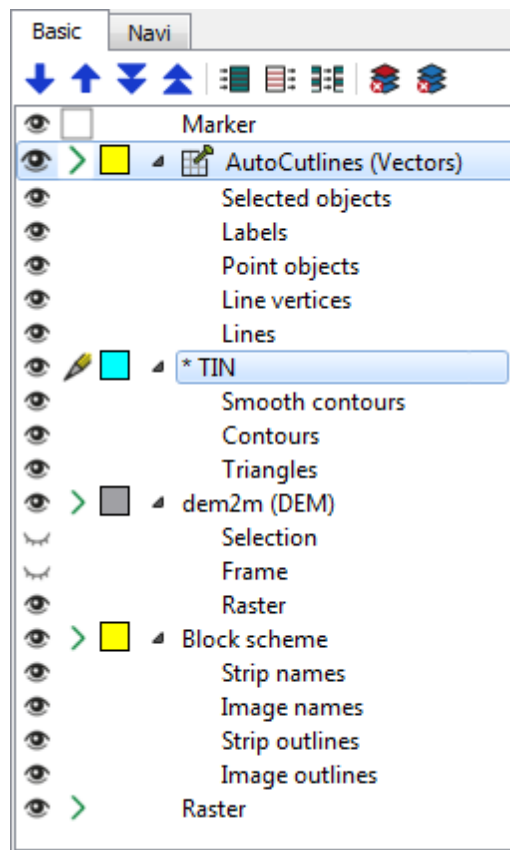 Basic Navi
Marker
AutoCutlines (Vectors)
Selected objects
Labels
Point objects
Line vertices
Lines
* TIN
Smooth contours
Contours
Triangles
dem2m (DEM)
Selection
Frame
Raster
Block scheme
Strip names
Image names
Strip outlines
Image outlines
Raster